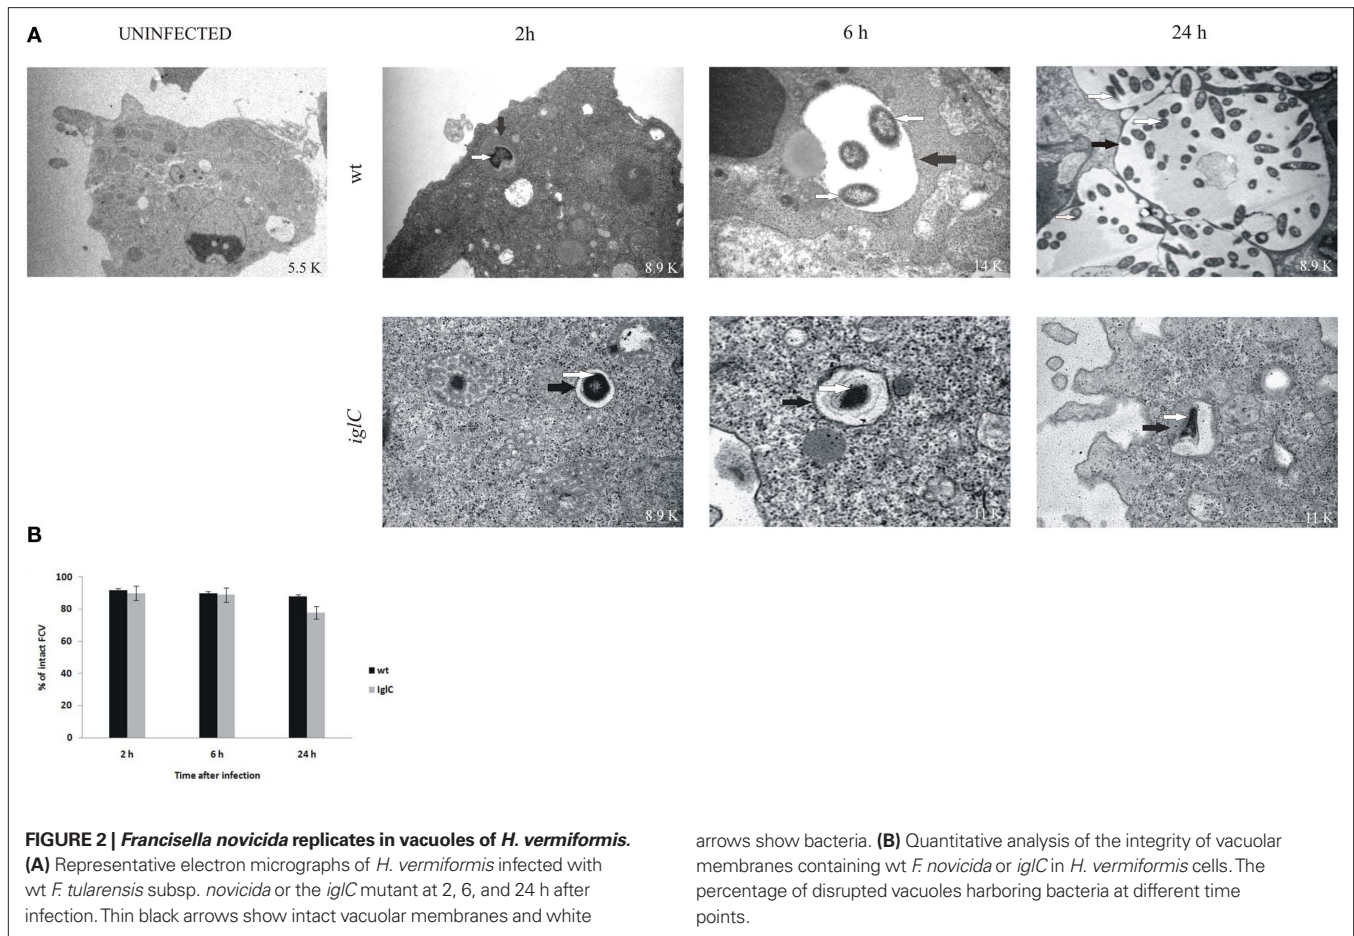 A
UNINFECTED
2h
6 h
24 h
wt
5.5 K
8.9 K
14 K
8.9 K
iglC
8.9 K
11 K
11 K
B
100
80
60
40
20
0
% of intact FCV
2 h
6 h
24 h
Time after infection
wt
IglC
FIGURE 2 | Francisella novicida replicates in vacuoles of H. vermiformis.
(A) Representative electron micrographs of H. vermiformis infected with
wt F. tularensis subsp. novicida or the iglC mutant at 2, 6, and 24 h after
infection. Thin black arrows show intact vacuolar membranes and white
arrows show bacteria. (B) Quantitative analysis of the integrity of vacuolar
membranes containing wt F. novicida or iglC in H. vermiformis cells. The
percentage of disrupted vacuoles harboring bacteria at different time
points.